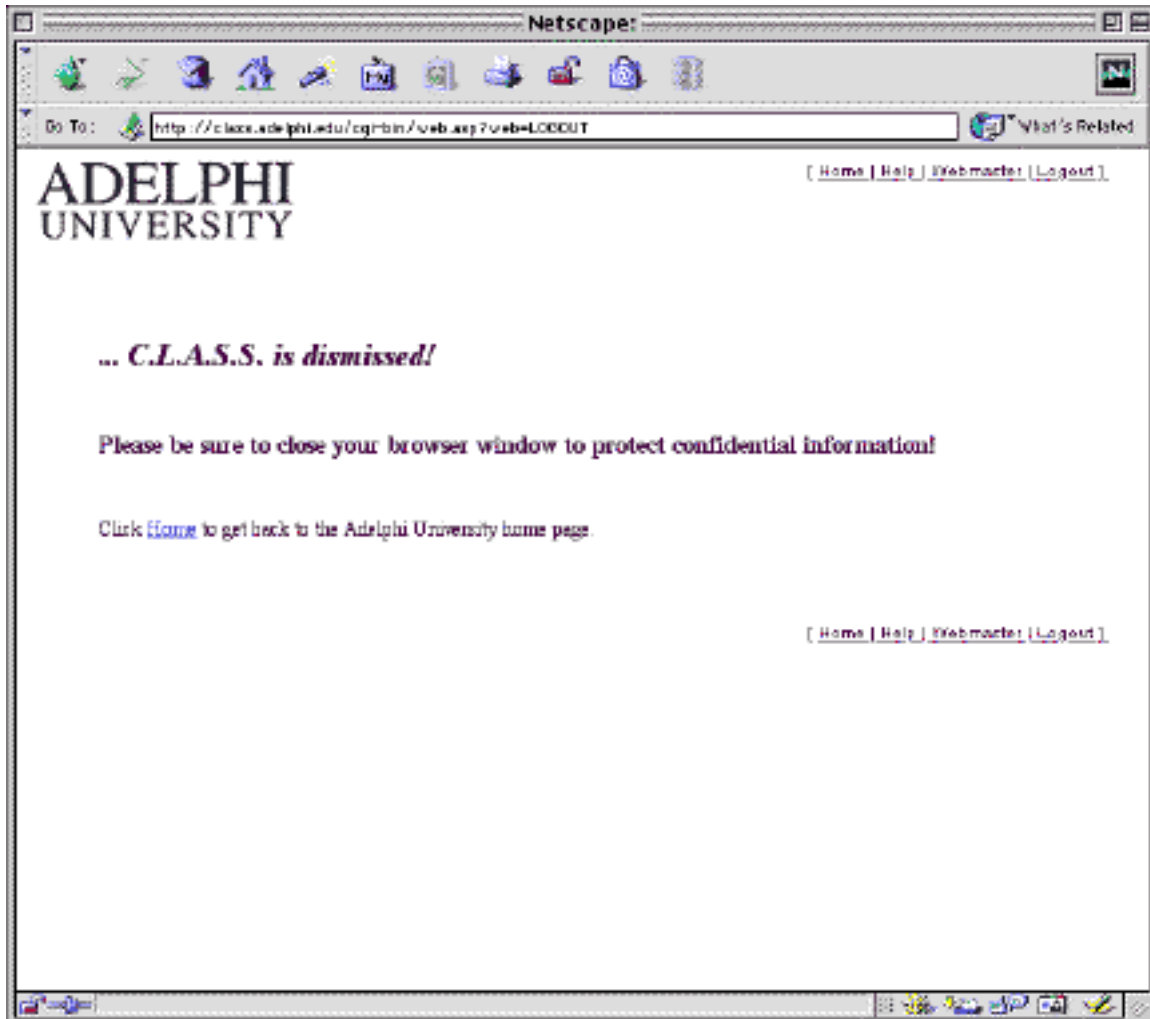 Netscape:
Go To: http://class.adelphi.edu/cgi-bin/web.asp?web=LOGOUT What's Related
ADELPHI
UNIVERSITY
[ Home | Help | Webmaster | Logout ]
... C.L.A.S.S. is dismissed!
Please be sure to close your browser window to protect confidential information!
Click Home to get back to the Adelphi University home page.
[ Home | Help | Webmaster | Logout ]